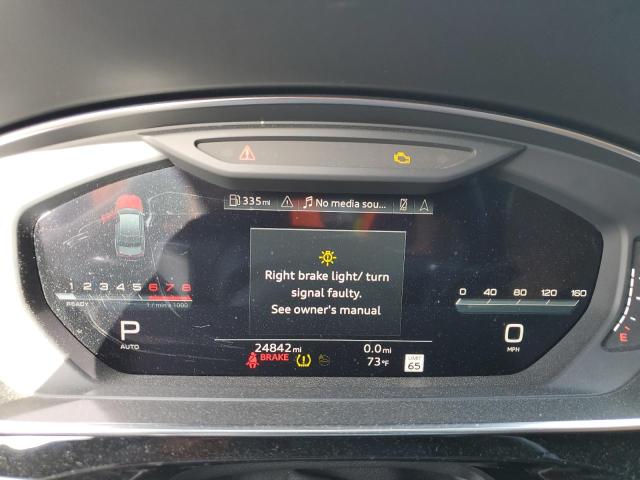 335mi
No media sou...
Right brake light/ turn
signal faulty.
See owner's manual
1 2 3 4 5 6 7 8
READY
1 / min x 1000
0 40 80 120 160
P
AUTO
0
MPH
24842mi
0.0mi
BRAKE
73°F
LIMIT
65
E